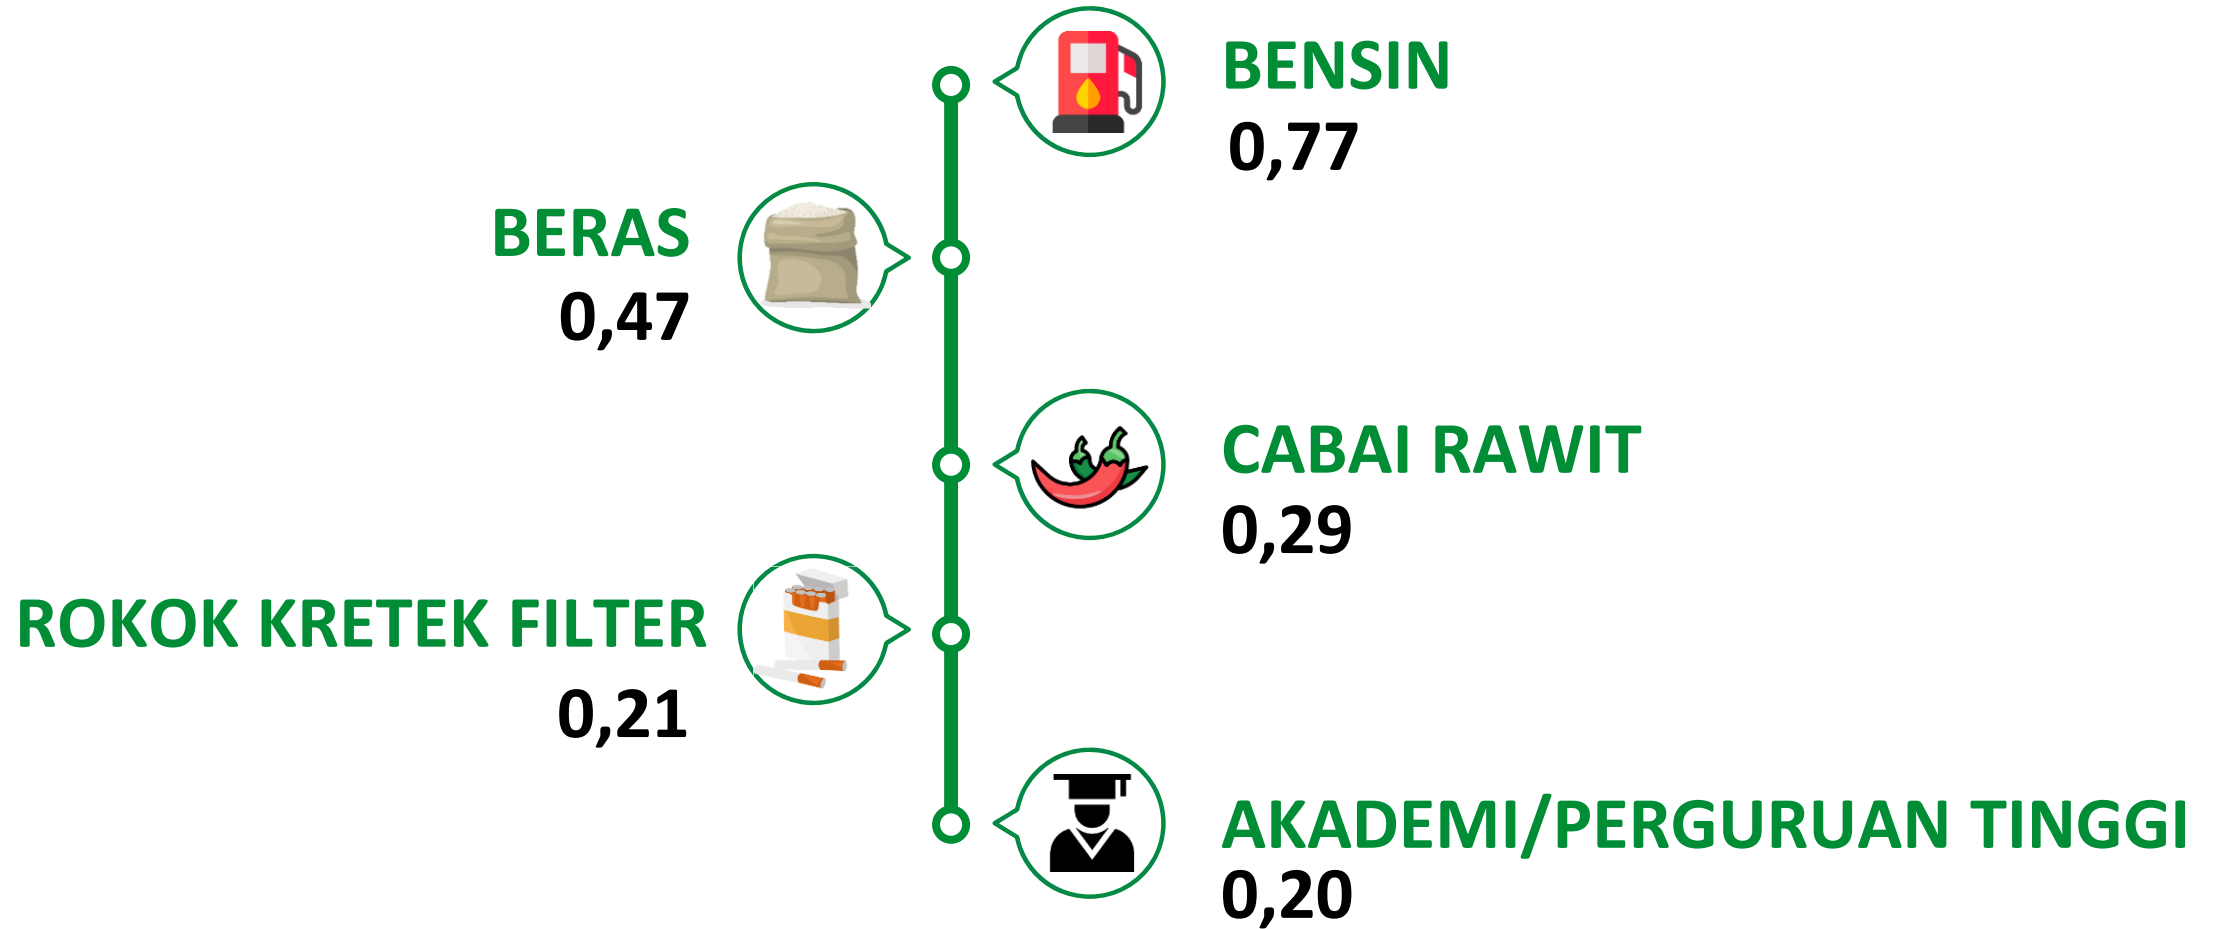 BENSIN
0,77
BERAS
0,47
CABAI RAWIT
0,29
ROKOK KRETEK FILTER
0,21
AKADEMI/PERGURUAN TINGGI
0,20